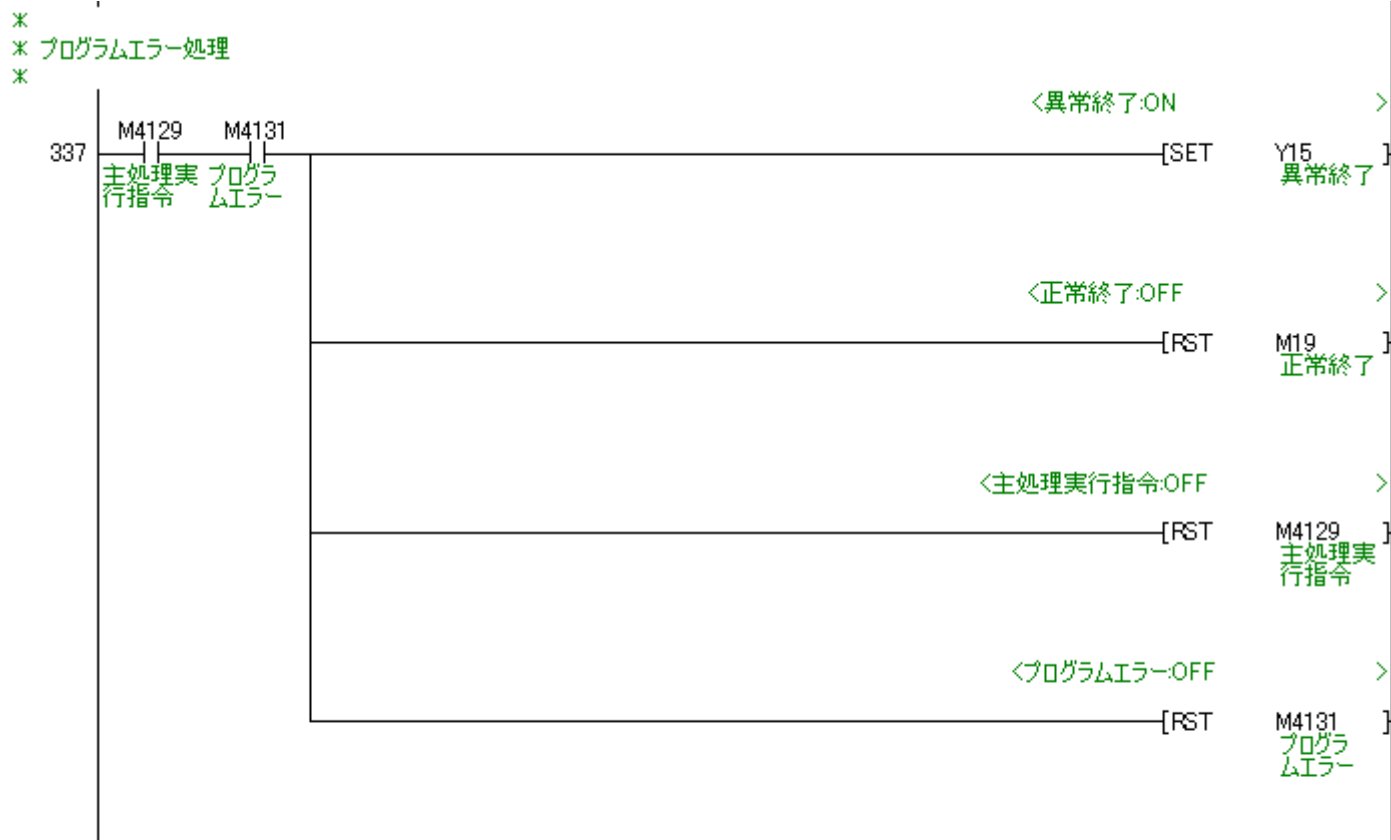 *
* プログラムエラー処理
*
<異常終了:ON >
M4129 M4131
337 [SET Y15 ]
主処理実 プログラ 異常終了
行指令 ムエラー
<正常終了:OFF >
[RST M19 ]
正常終了
<主処理実行指令:OFF >
[RST M4129 ]
主処理実
行指令
<プログラムエラー:OFF >
[RST M4131 ]
プログラ
ムエラー